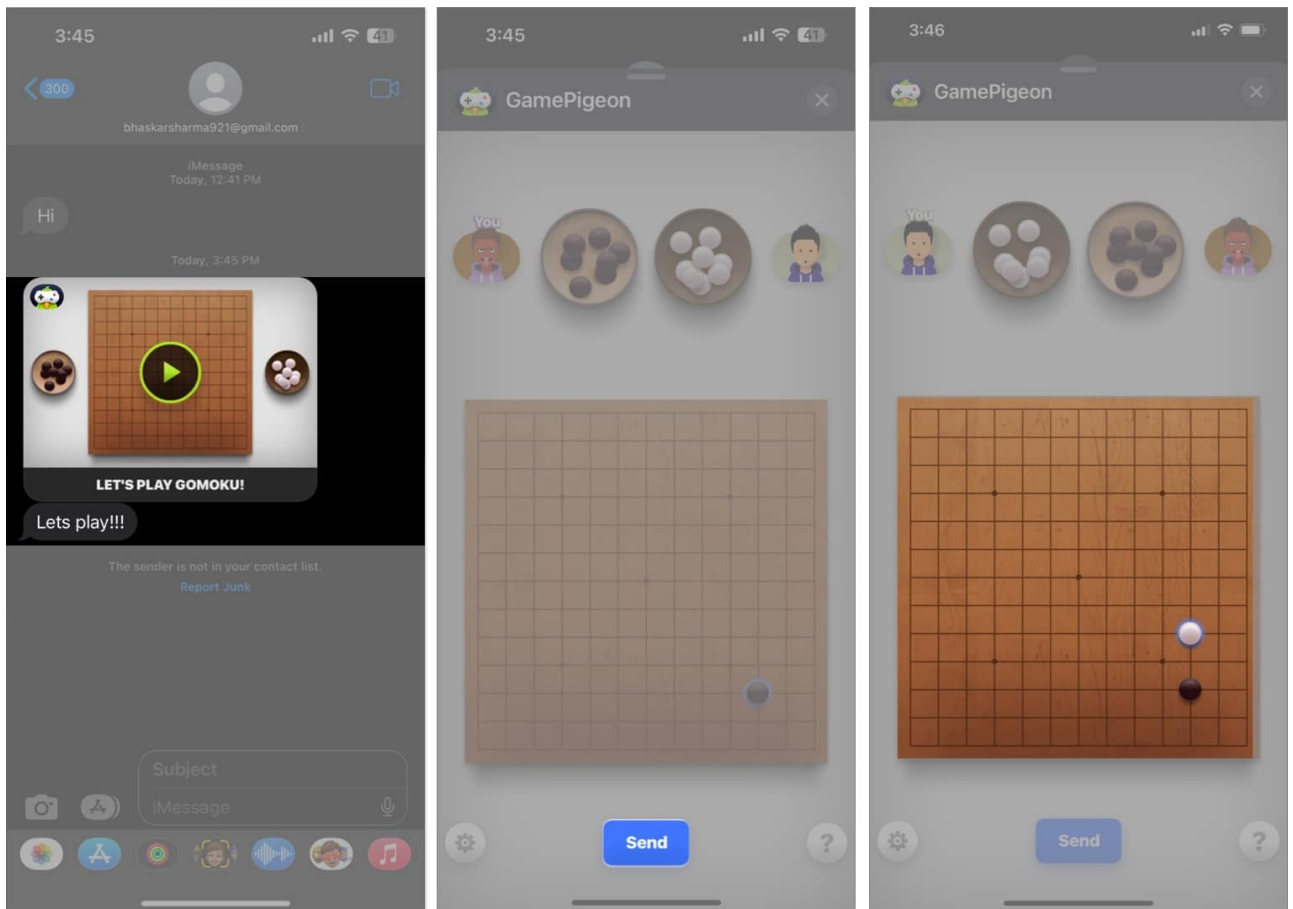 3:45
41
300
bhaskarsharma921@gmail.com
iMessage
Today, 12:41 PM
Hi
Today, 3:45 PM
LET'S PLAY GOMOKU!
Lets play!!!
The sender is not in your contact list.
Report Junk
Subject
iMessage
3:45
41
GamePigeon
You
Send
?
3:46
GamePigeon
You
Send
?